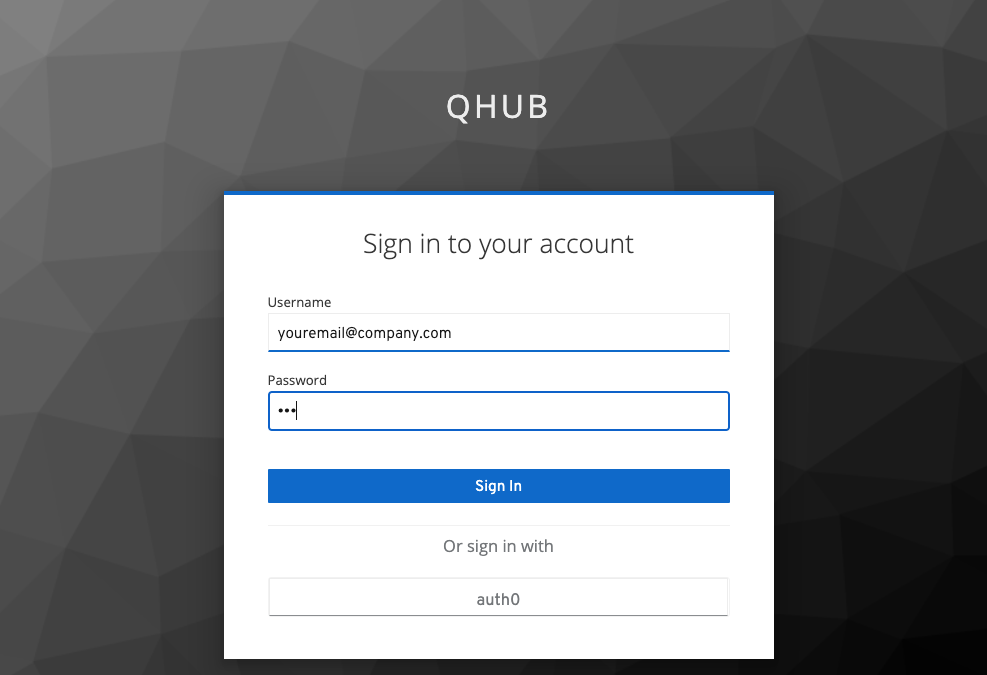 QHUB
Sign in to your account
Username
youremail@company.com
Password
•••
Sign In
Or sign in with
auth0